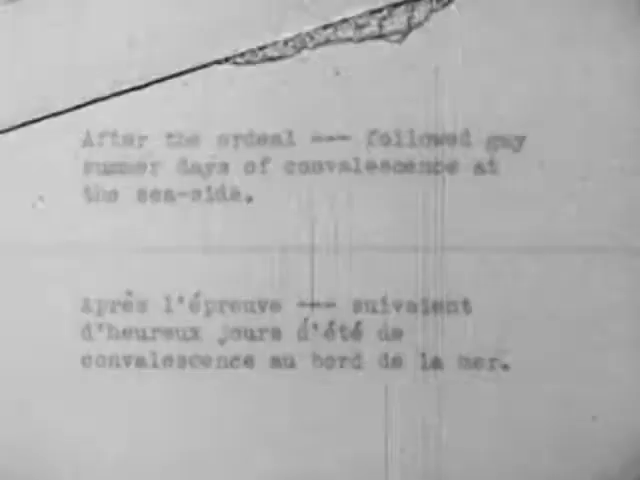 After the ordeal --- followed gay
summer days of convalescence at
the sea-side.
Après l'épreuve --- suivaient
d'heureux jours d'été de
convalescence au bord de la mer.